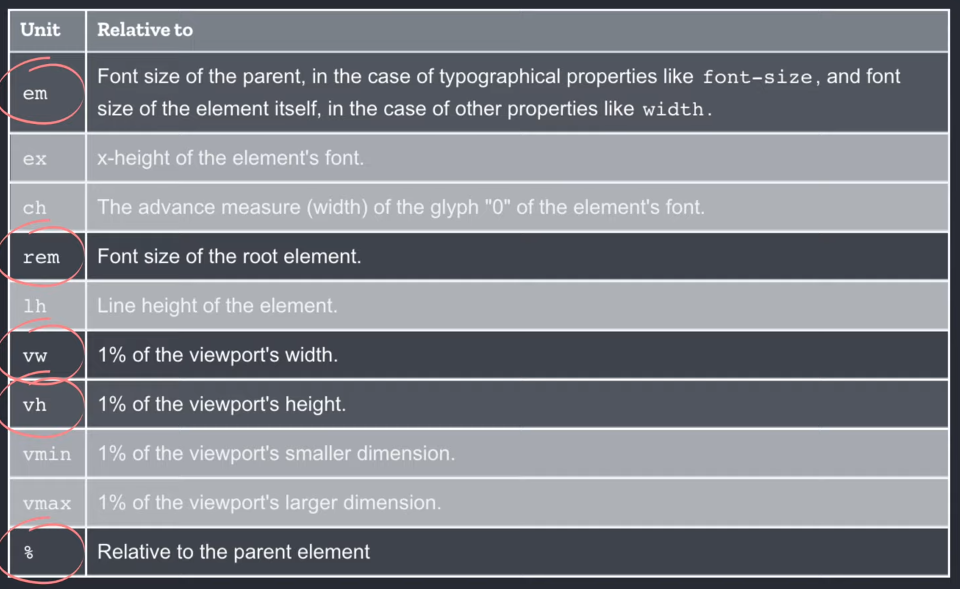 Unit Relative to
em Font size of the parent, in the case of typographical properties like font-size, and font
size of the element itself, in the case of other properties like width.
ex x-height of the element's font.
ch The advance measure (width) of the glyph "0" of the element's font.
rem Font size of the root element.
lh Line height of the element.
vw 1% of the viewport's width.
vh 1% of the viewport's height.
vmin 1% of the viewport's smaller dimension.
vmax 1% of the viewport's larger dimension.
% Relative to the parent element